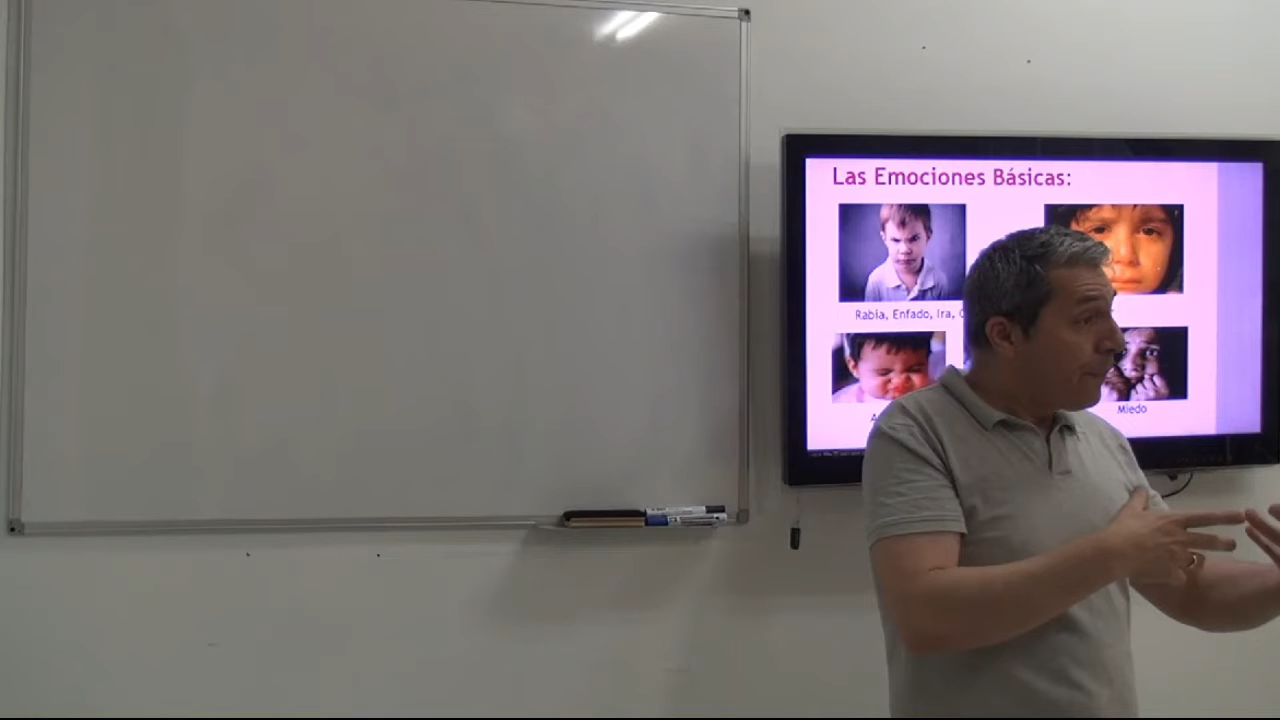 Las Emociones Básicas:
Rabia, Enfado, Ira,
Miedo